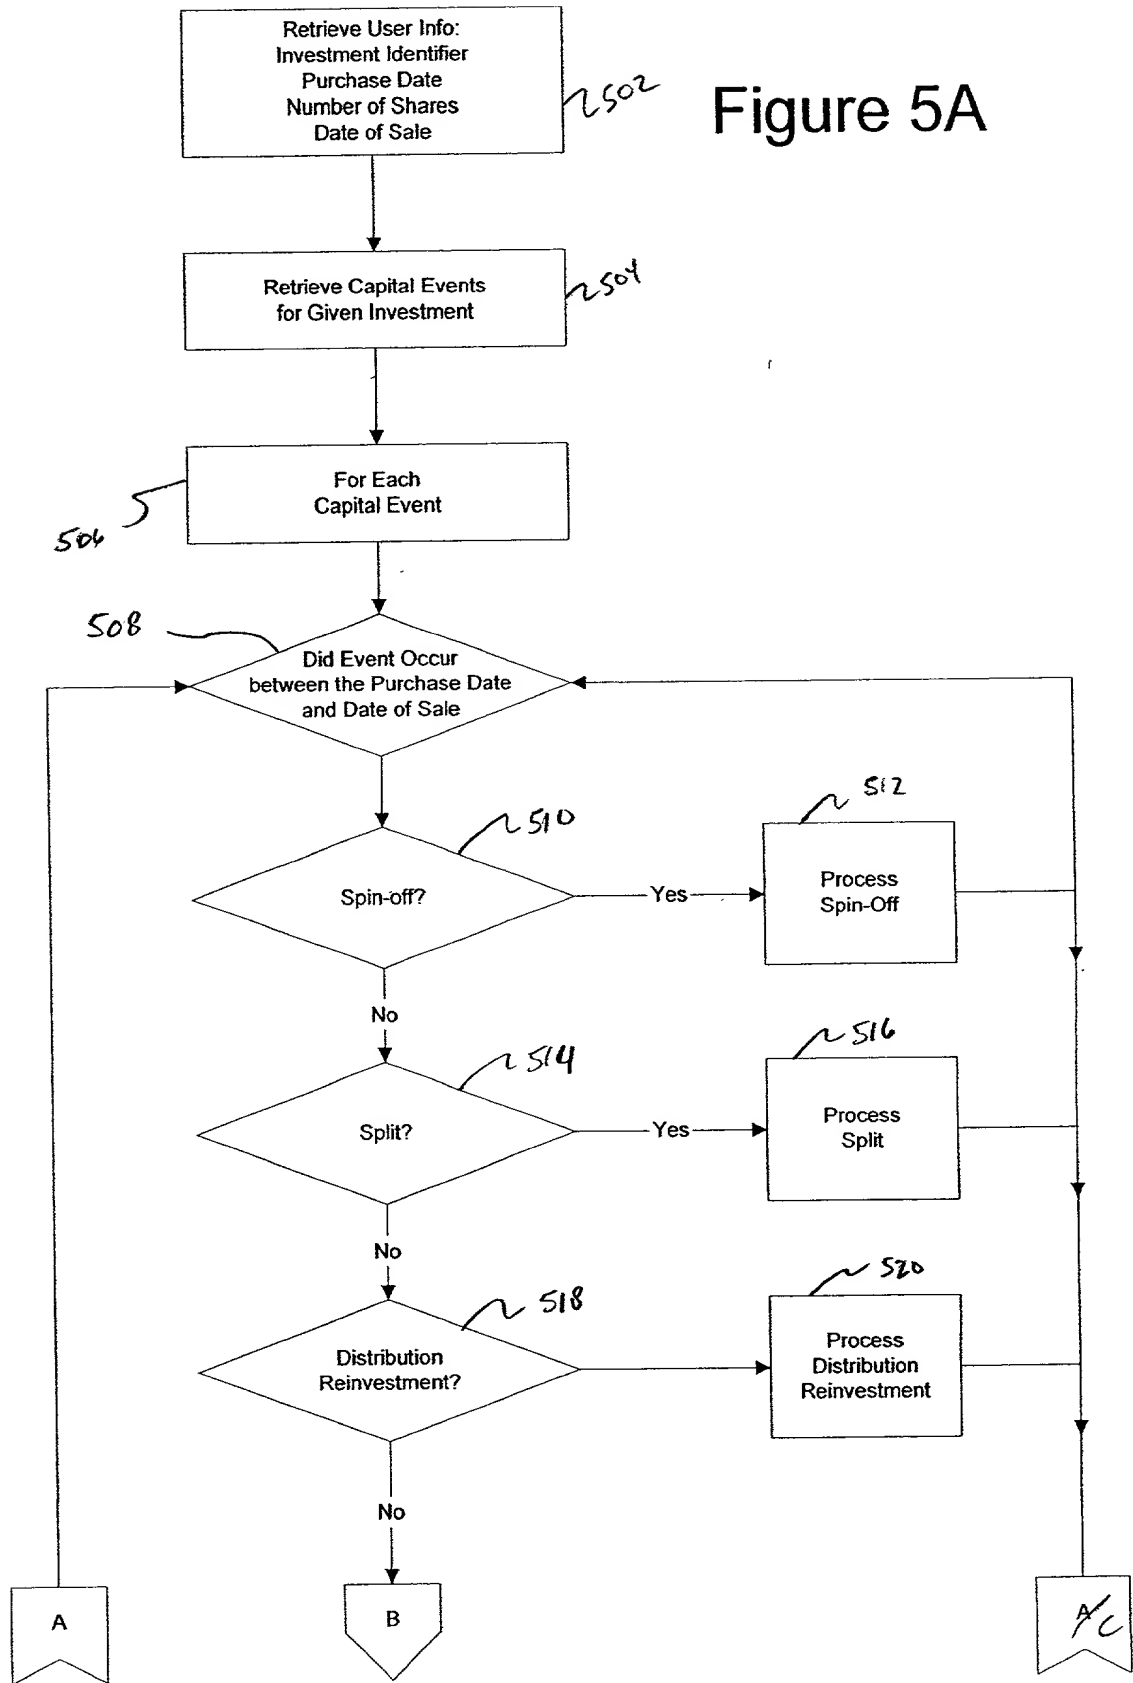 Retrieve User Info:
Investment Identifier
Purchase Date
Number of Shares
Date of Sale
502
Figure 5A
Retrieve Capital Events
for Given Investment
504
For Each
Capital Event
506
508
Did Event Occur
between the Purchase Date
and Date of Sale
510
Spin-off?
Yes
512
Process
Spin-Off
No
514
Split?
Yes
516
Process
Split
No
518
Distribution
Reinvestment?
520
Process
Distribution
Reinvestment
No
A
B
A/C